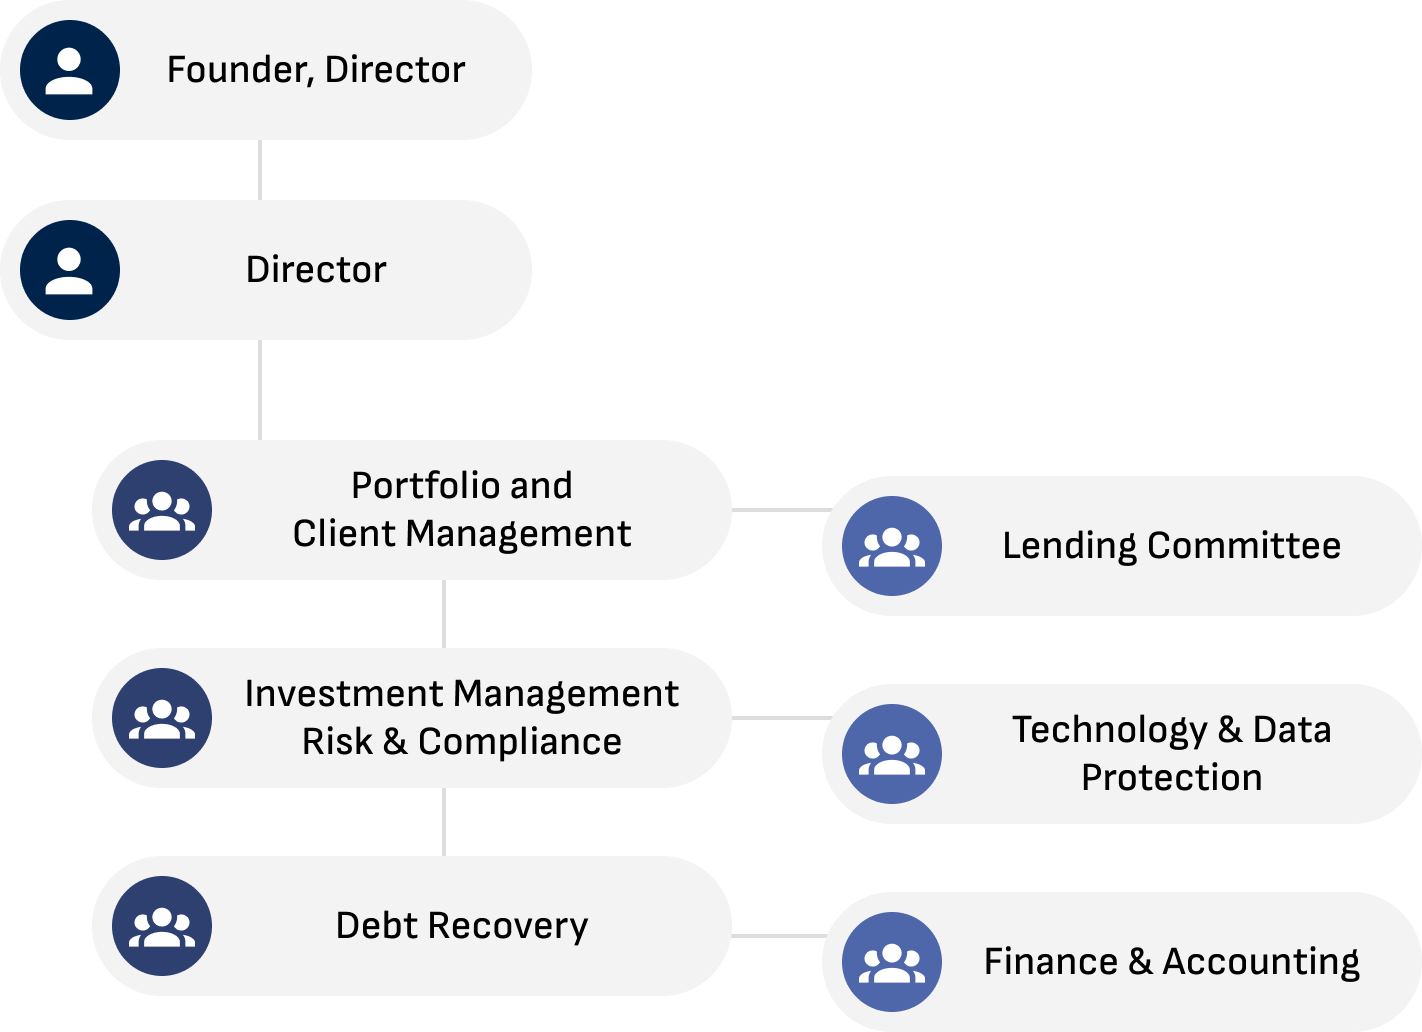 Founder, Director
Director
Portfolio and
Client Management
Lending Committee
Investment Management
Risk & Compliance
Technology & Data
Protection
Debt Recovery
Finance & Accounting